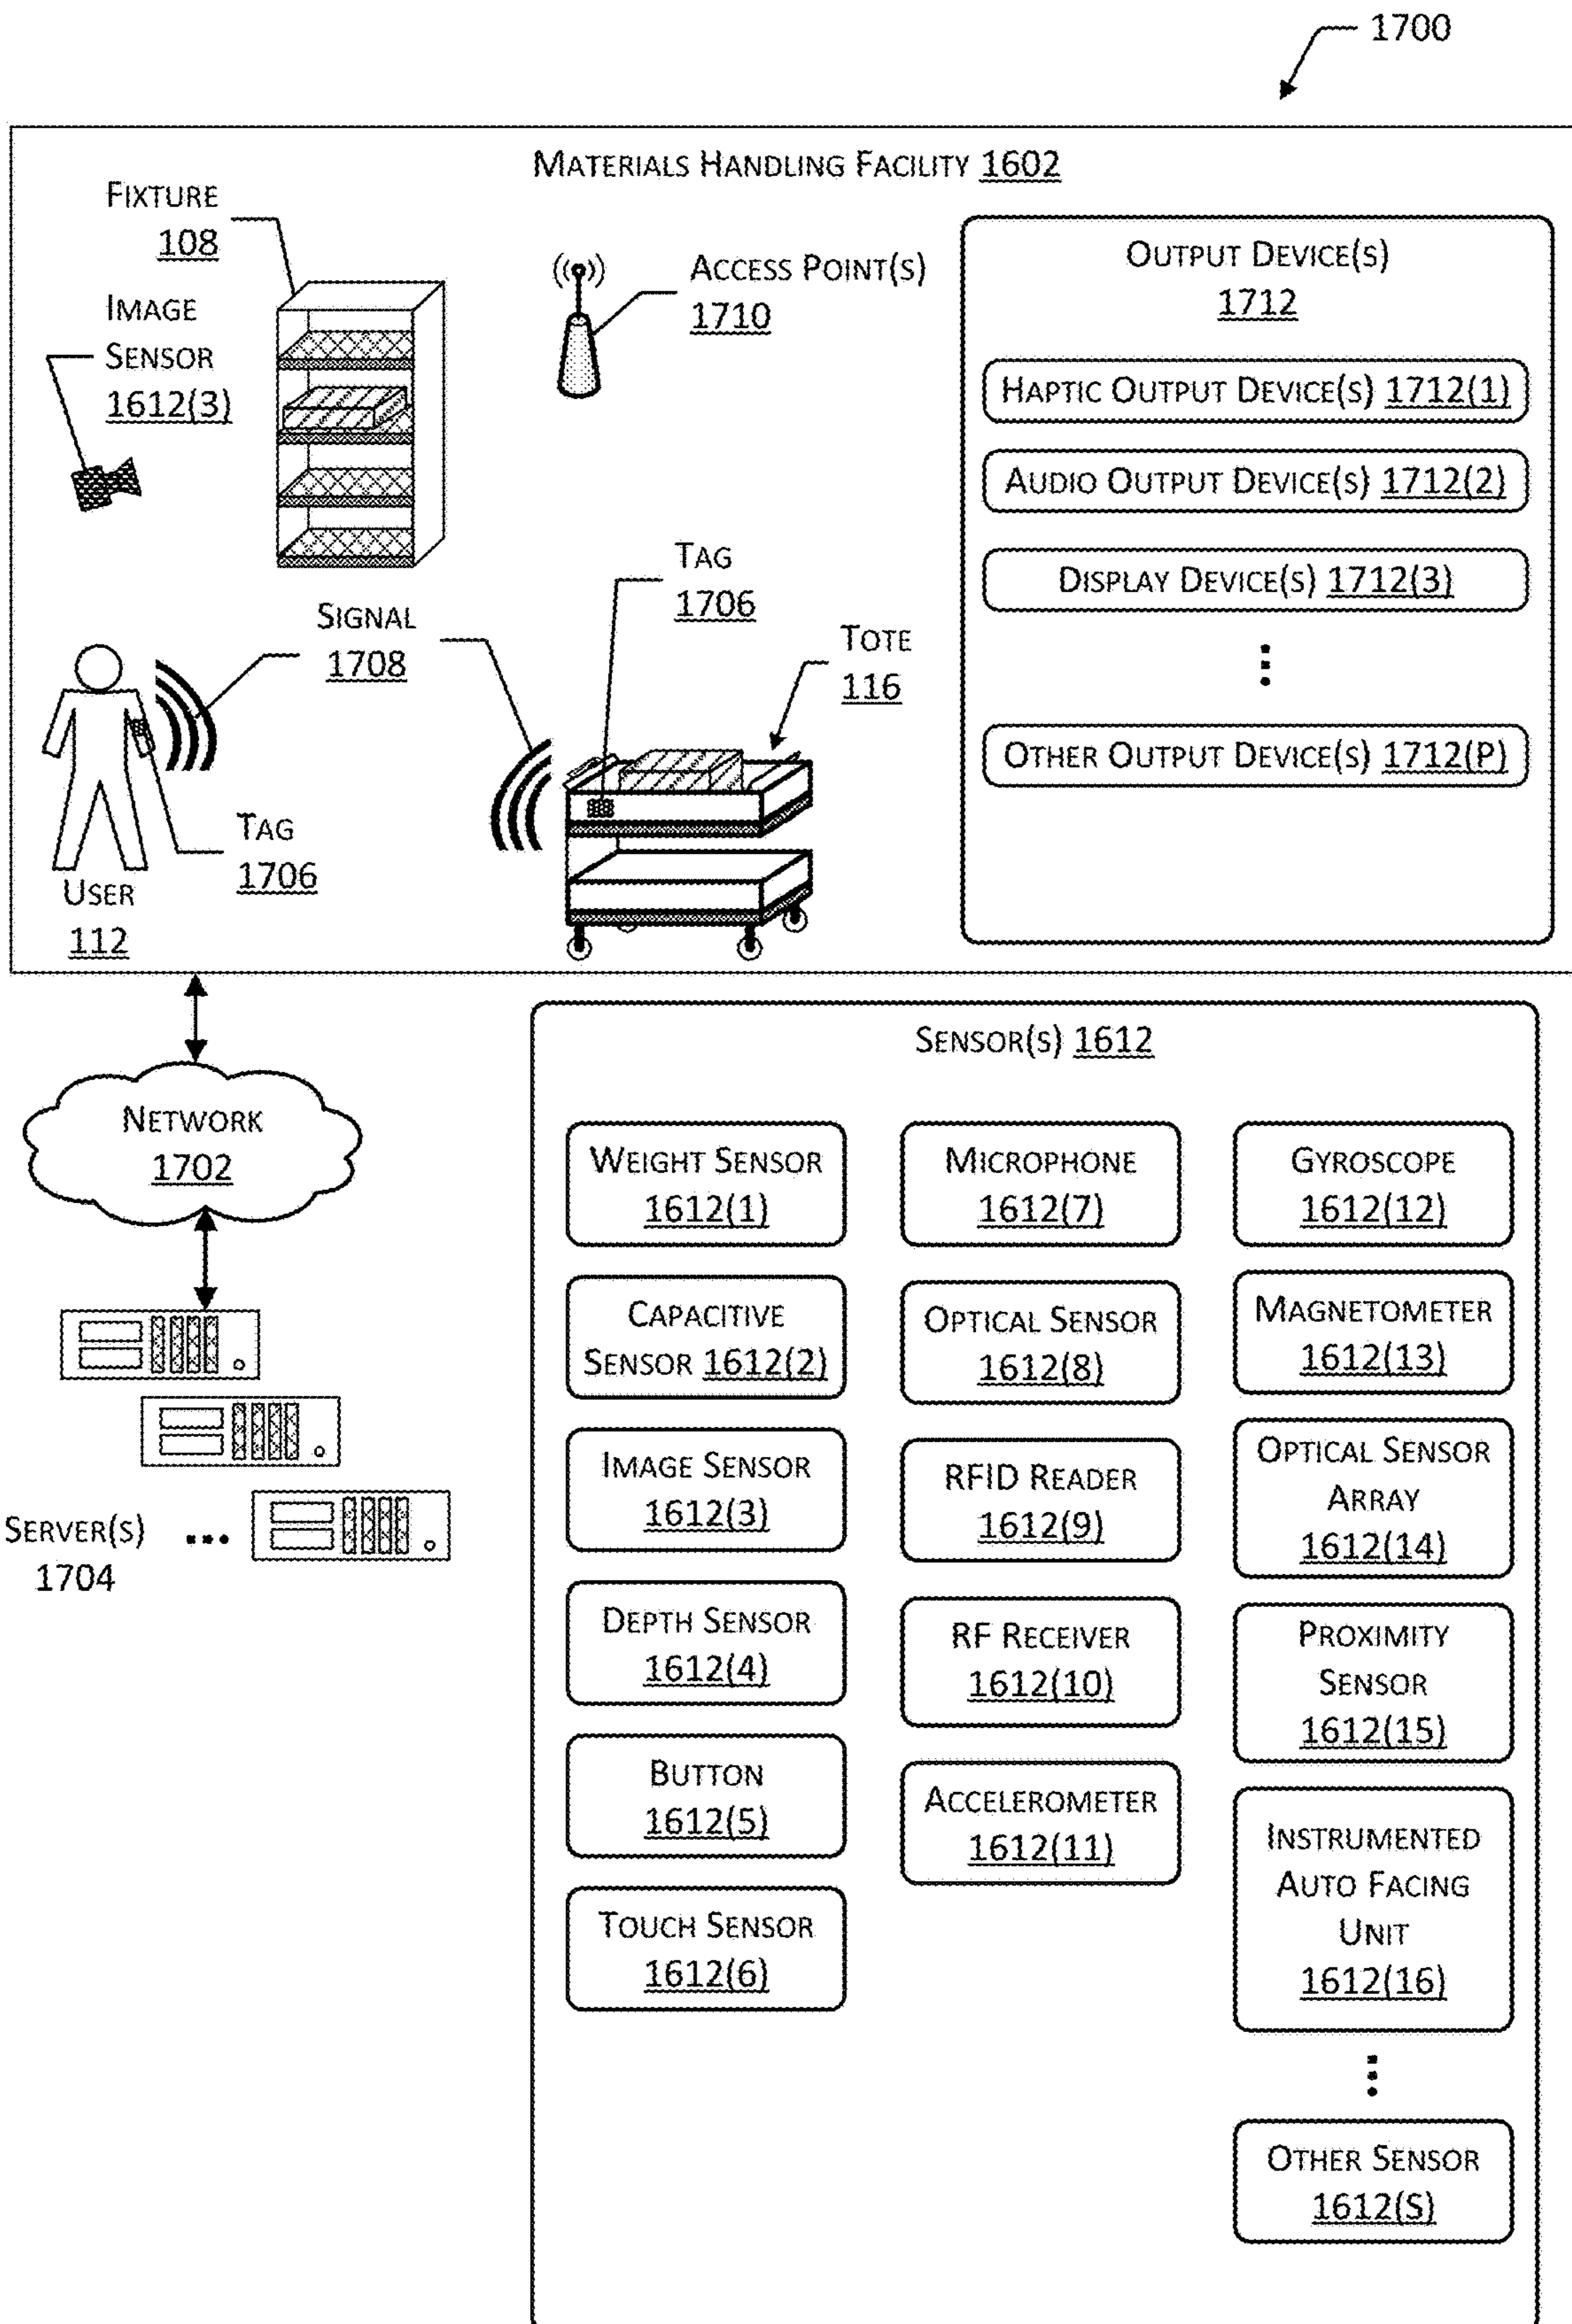 1700
Materials Handling Facility 1602
Fixture
108
Image
Sensor
1612(3)
Access Point(s)
1710
Tag
1706
Signal
1708
Tote
116
Tag
1706
User
112
Output Device(s)
1712
Haptic Output Device(s) 1712(1)
Audio Output Device(s) 1712(2)
Display Device(s) 1712(3)
Other Output Device(s) 1712(P)
Network
1702
Server(s)
1704
Sensor(s) 1612
Weight Sensor
1612(1)
Capacitive
Sensor 1612(2)
Image Sensor
1612(3)
Depth Sensor
1612(4)
Button
1612(5)
Touch Sensor
1612(6)
Microphone
1612(7)
Optical Sensor
1612(8)
RFID Reader
1612(9)
RF Receiver
1612(10)
Accelerometer
1612(11)
Gyroscope
1612(12)
Magnetometer
1612(13)
Optical Sensor
Array
1612(14)
Proximity
Sensor
1612(15)
Instrumented
Auto Facing
Unit
1612(16)
Other Sensor
1612(S)